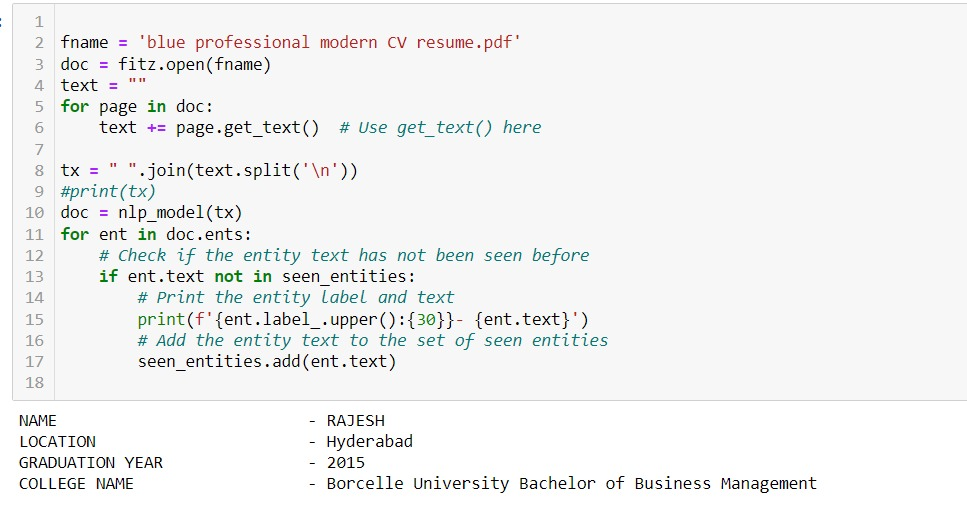 1
2 fname = 'blue professional modern CV resume.pdf'
3 doc = fitz.open(fname)
4 text = ""
5 for page in doc:
6     text += page.get_text()  # Use get_text() here
7
8 tx = " ".join(text.split('\n'))
9 #print(tx)
10 doc = nlp_model(tx)
11 for ent in doc.ents:
12     # Check if the entity text has not been seen before
13     if ent.text not in seen_entities:
14         # Print the entity label and text
15         print(f'{ent.label_.upper():{30}}- {ent.text}')
16         # Add the entity text to the set of seen entities
17         seen_entities.add(ent.text)
18
NAME                          - RAJESH
LOCATION                      - Hyderabad
GRADUATION YEAR               - 2015
COLLEGE NAME                  - Borcelle University Bachelor of Business Management